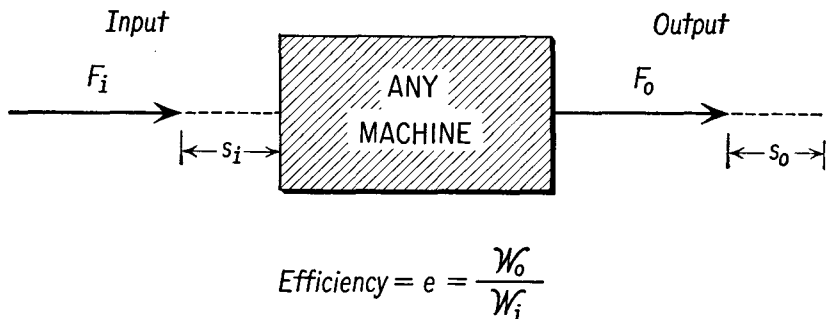 Input Output
F_i F_o
ANY
MACHINE
s_i s_o
Efficiency = e = W_o / W_i